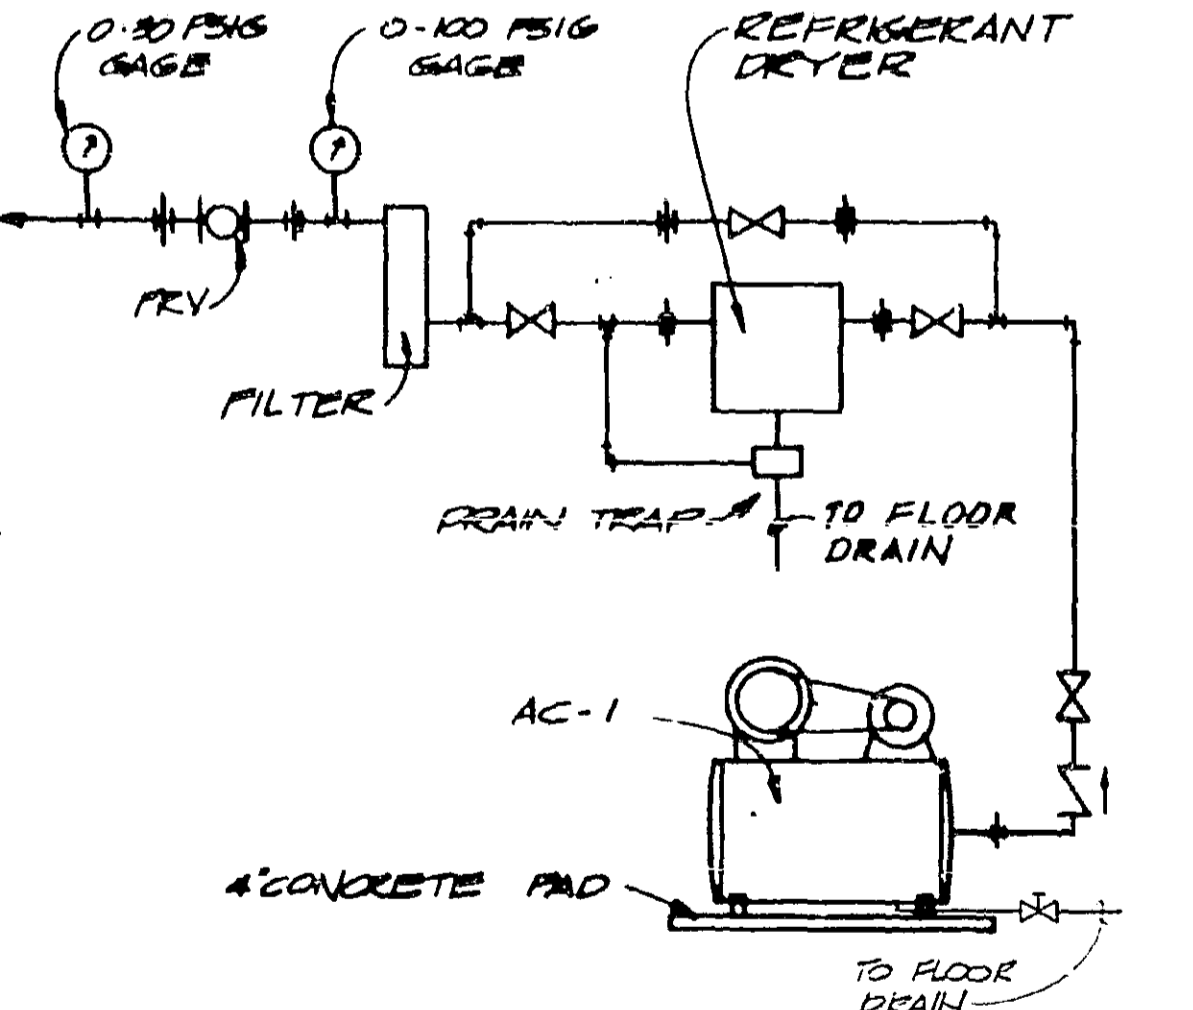 0-30 PSIG
GAGE
0-100 PSIG
GAGE
REFRIGERANT
DRYER
PRV
FILTER
DRAIN TRAP
TO FLOOR
DRAIN
AC-1
4" CONCRETE PAD
TO FLOOR
DRAIN